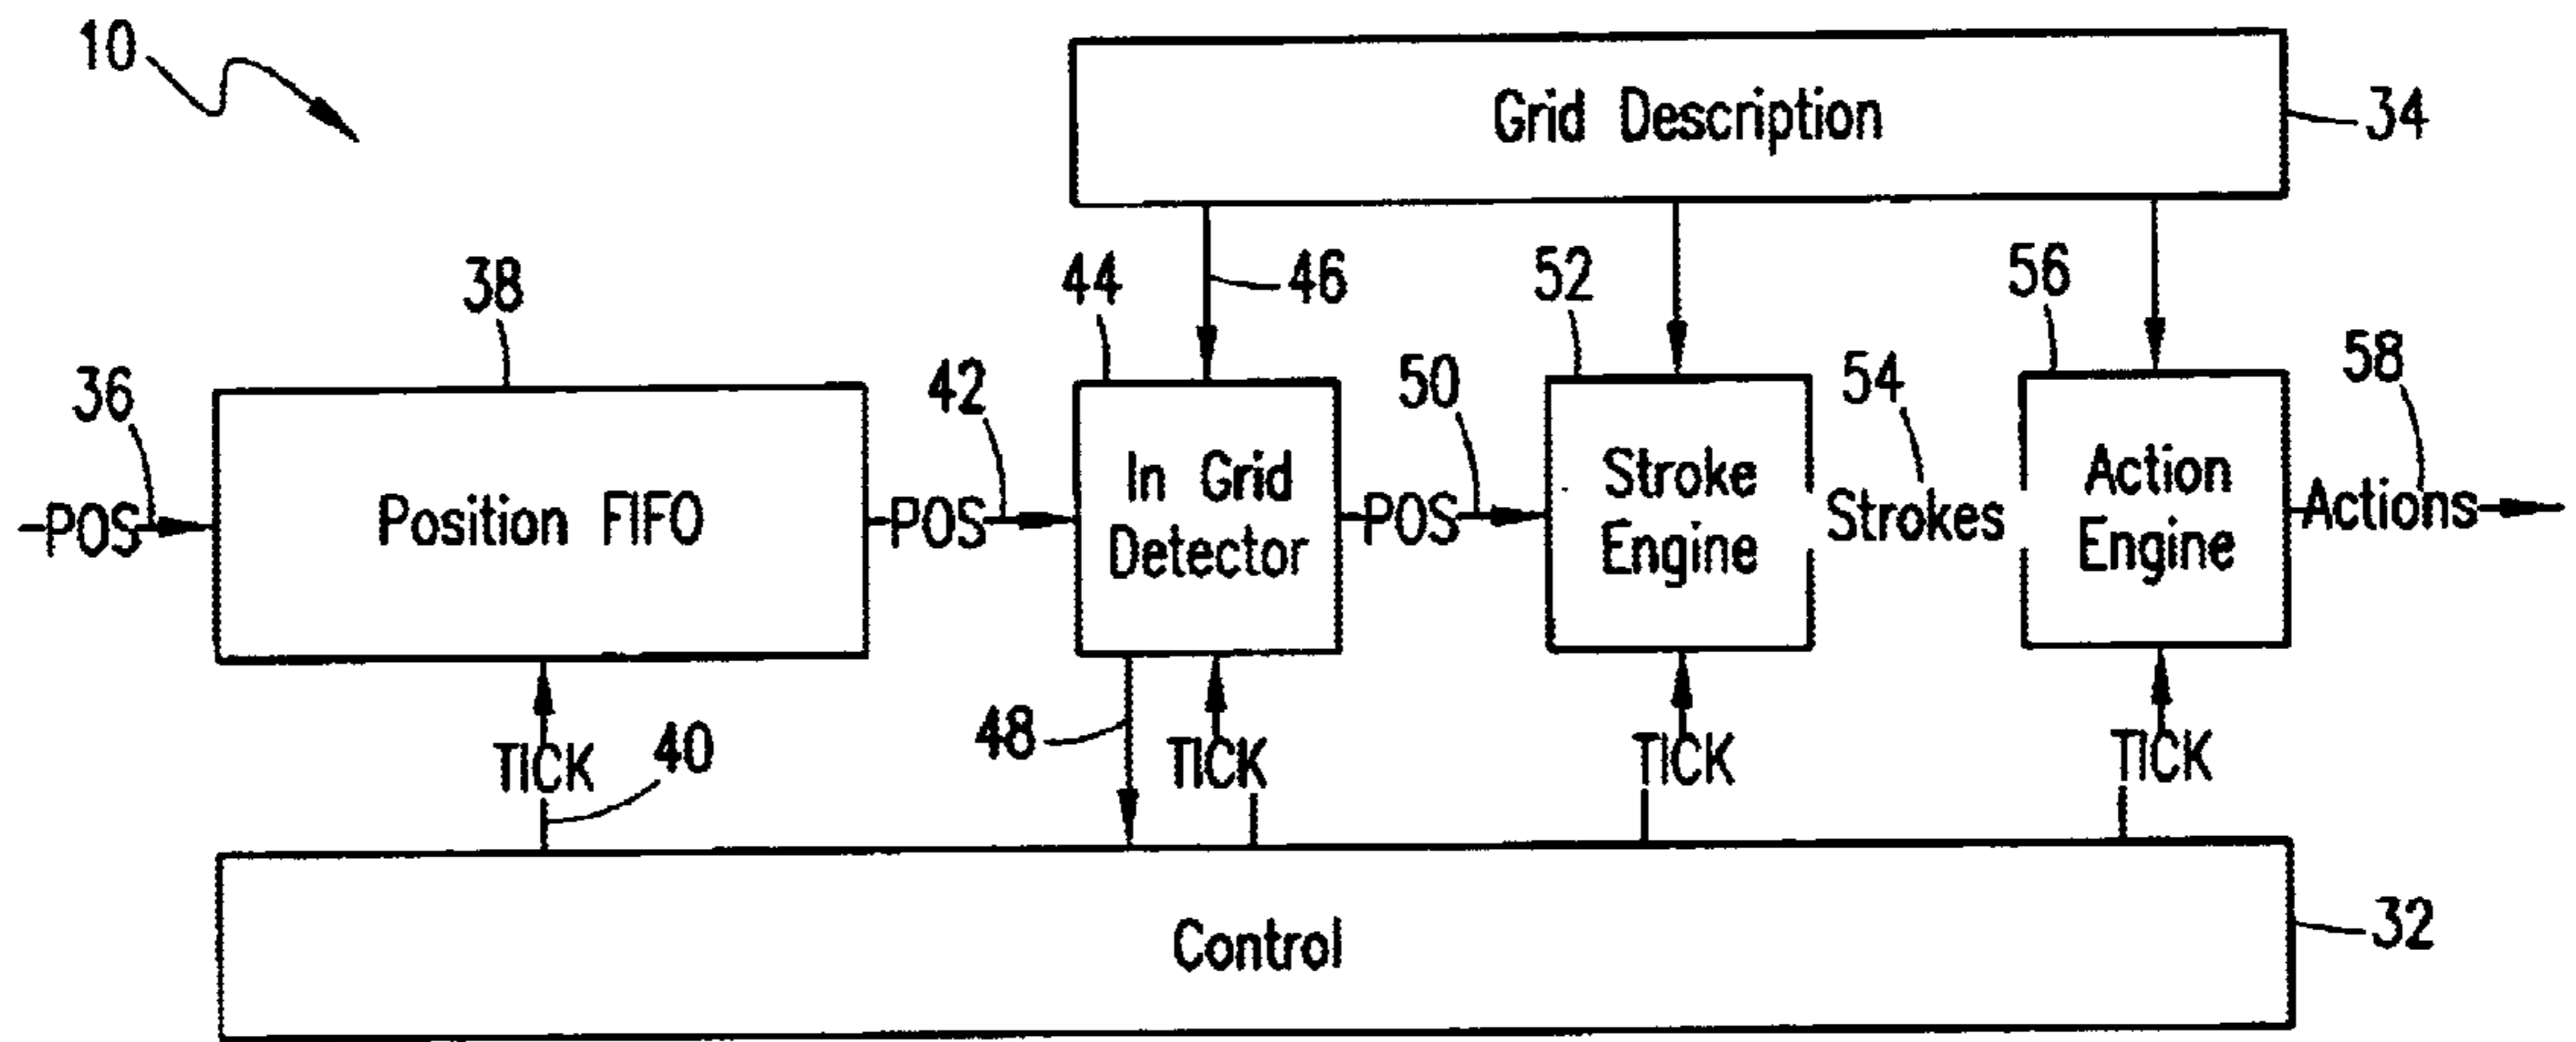 10
Grid Description
34
38
44
46
52
56
36
42
50
54
58
POS
Position FIFO
POS
In Grid
Detector
POS
Stroke
Engine
Strokes
Action
Engine
Actions
TICK
40
48
TICK
TICK
TICK
Control
32